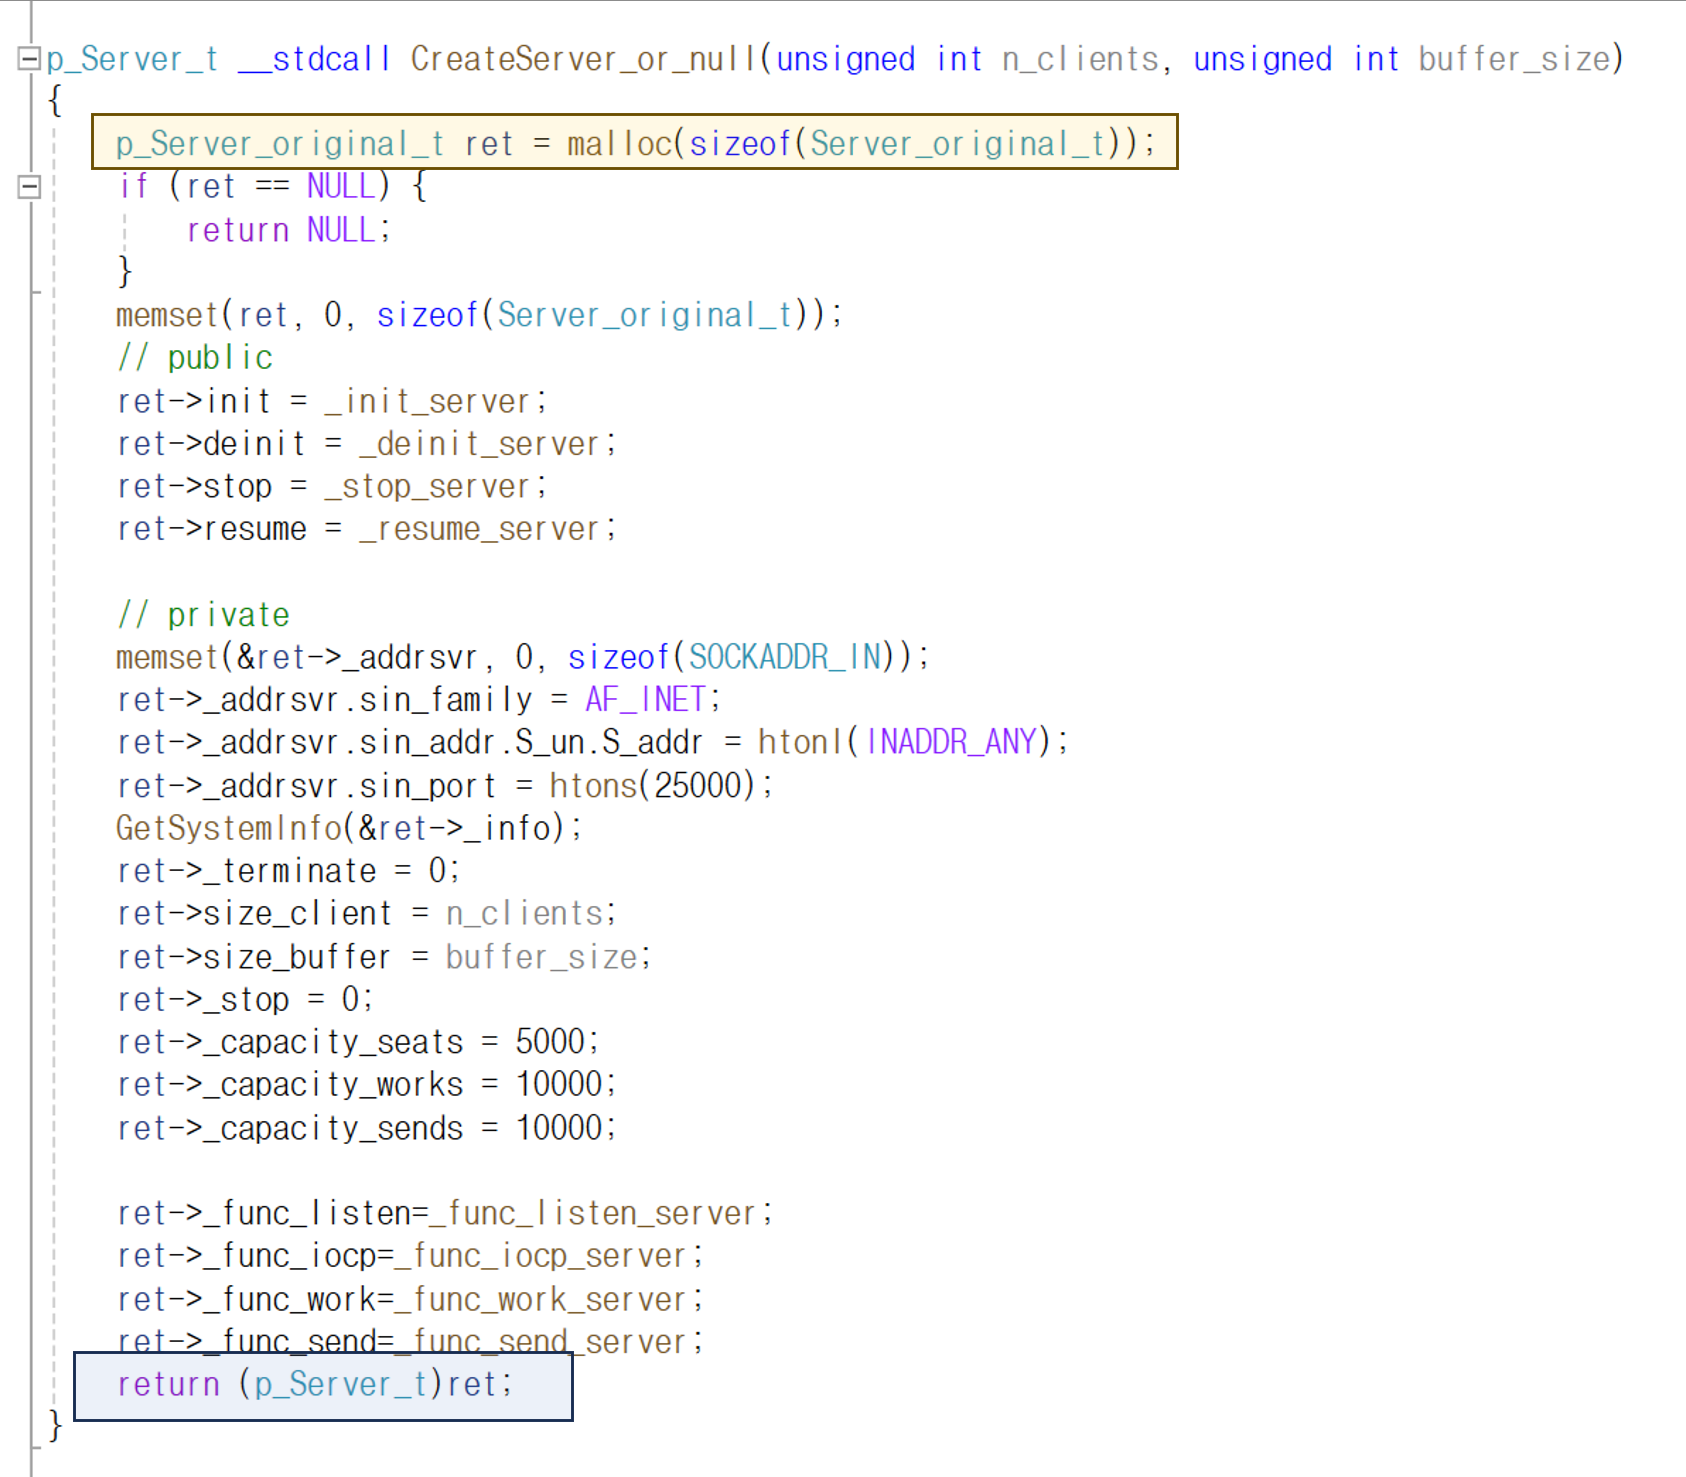 p_Server_t __stdcall CreateServer_or_null(unsigned int n_clients, unsigned int buffer_size)
{
    p_Server_original_t ret = malloc(sizeof(Server_original_t));
    if (ret == NULL) {
        return NULL;
    }
    memset(ret, 0, sizeof(Server_original_t));
    // public
    ret->init = _init_server;
    ret->deinit = _deinit_server;
    ret->stop = _stop_server;
    ret->resume = _resume_server;

    // private
    memset(&ret->_addrsvr, 0, sizeof(SOCKADDR_IN));
    ret->_addrsvr.sin_family = AF_INET;
    ret->_addrsvr.sin_addr.S_un.S_addr = htonl(INADDR_ANY);
    ret->_addrsvr.sin_port = htons(25000);
    GetSystemInfo(&ret->_info);
    ret->_terminate = 0;
    ret->size_client = n_clients;
    ret->size_buffer = buffer_size;
    ret->_stop = 0;
    ret->_capacity_seats = 5000;
    ret->_capacity_works = 10000;
    ret->_capacity_sends = 10000;

    ret->_func_listen=_func_listen_server;
    ret->_func_iocp=_func_iocp_server;
    ret->_func_work=_func_work_server;
    ret->_func_send=_func_send_server;
    return (p_Server_t)ret;
}